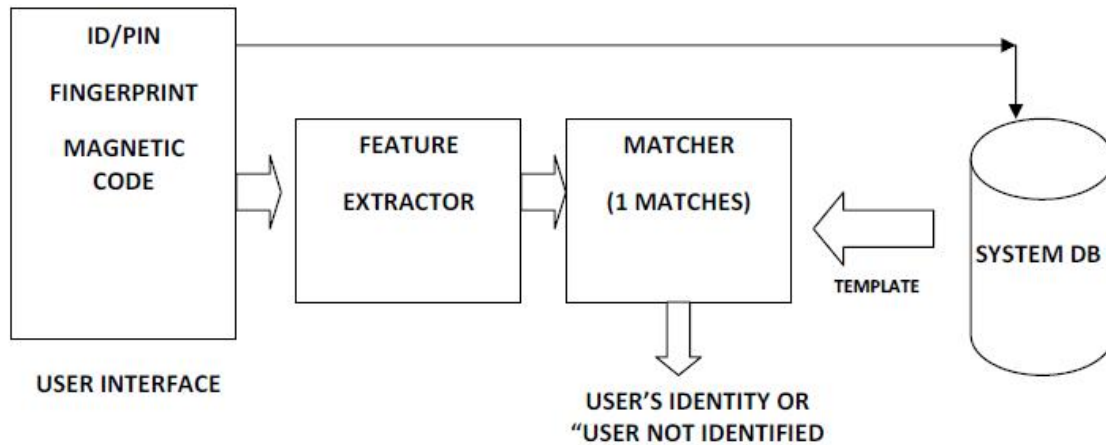 ID/PIN
FINGERPRINT
MAGNETIC
CODE
USER INTERFACE
FEATURE
EXTRACTOR
MATCHER
(1 MATCHES)
TEMPLATE
SYSTEM DB
USER'S IDENTITY OR
“USER NOT IDENTIFIED